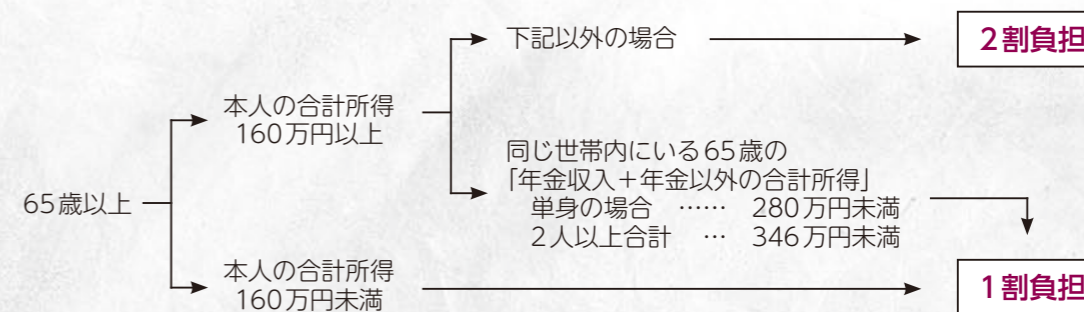 下記以外の場合
2割負担
本人の合計所得
160万円以上
同じ世帯内にいる65歳の
「年金収入+年金以外の合計所得」
単身の場合 …… 280万円未満
2人以上合計 … 346万円未満
65歳以上
本人の合計所得
160万円未満
1割負担